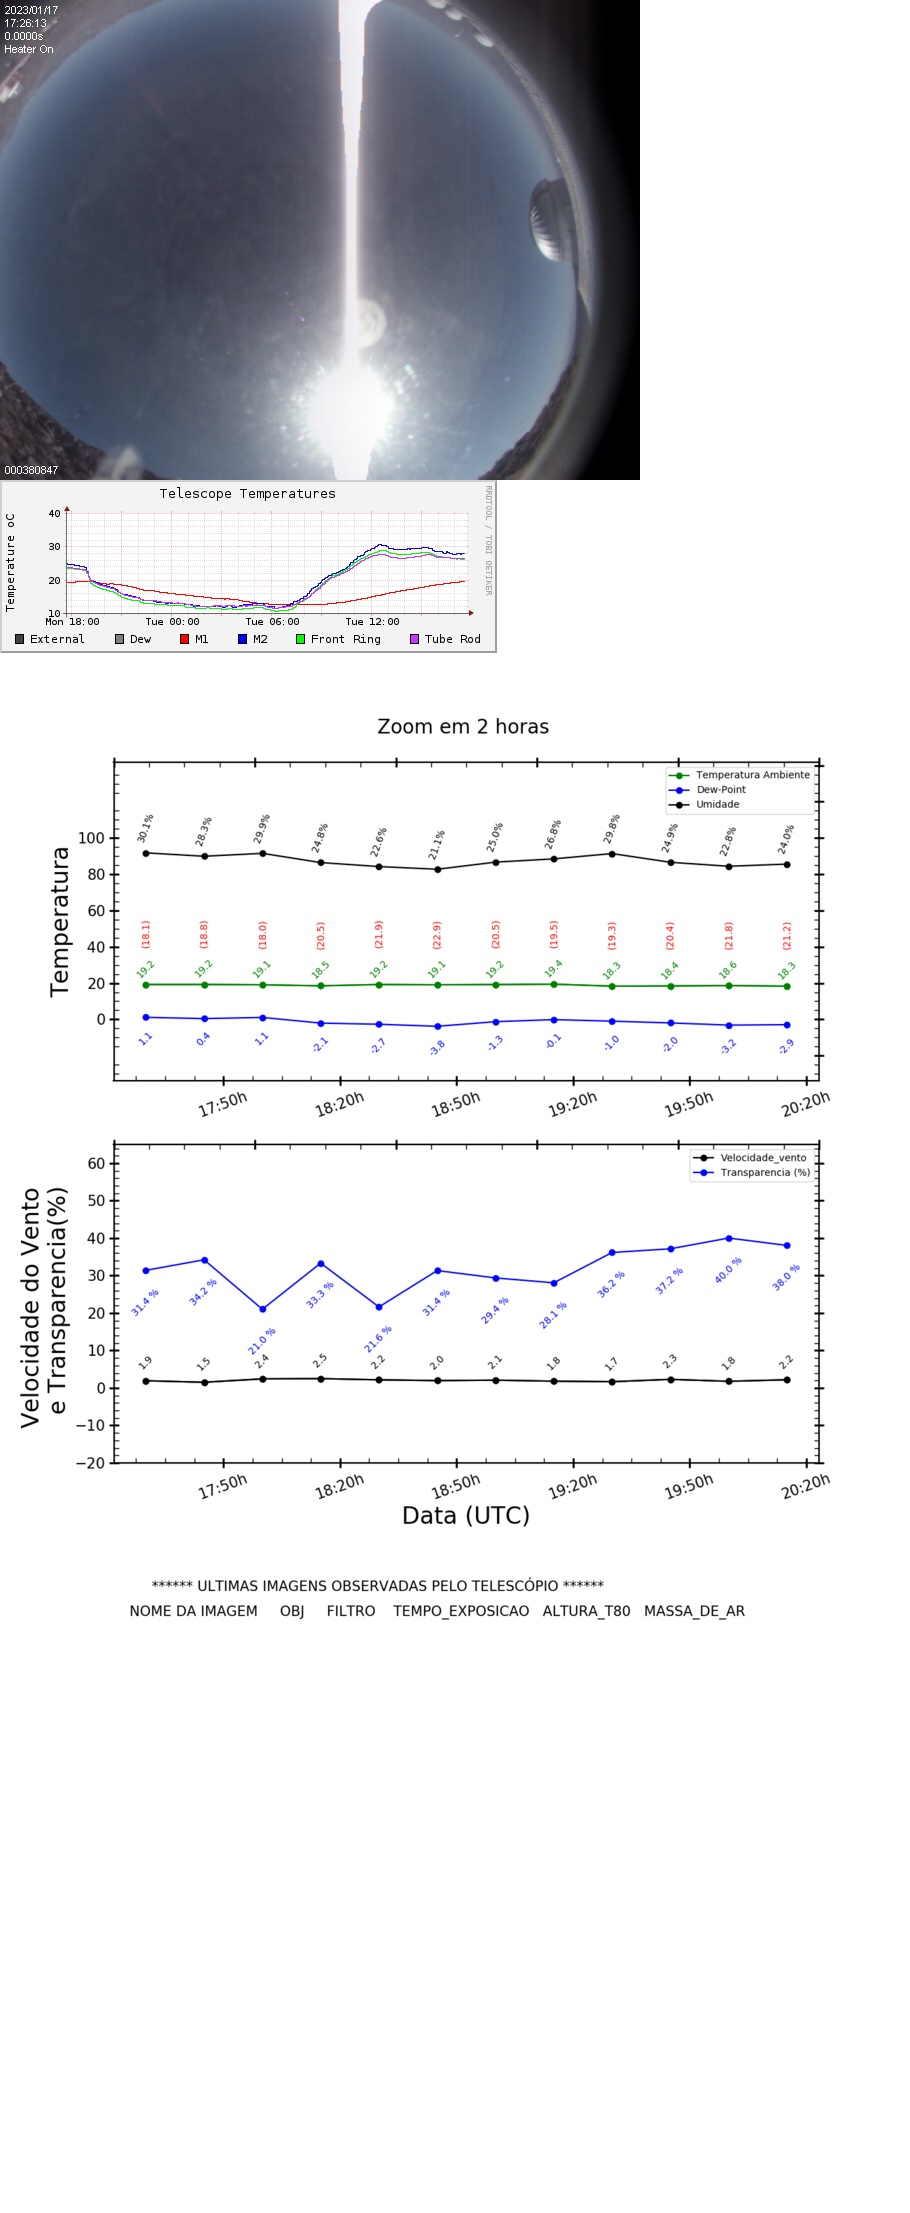 2023/01/17
17:26:13
0.0000s
Heater On
000380847
Telescope Temperatures
RRDTOOL / TOBI OETIKER
Temperature oC
40
30
20
10
Mon 18:00 Tue 00:00 Tue 06:00 Tue 12:00
External Dew M1 M2 Front Ring Tube Rod
Zoom em 2 horas
Temperatura Ambiente
Dew-Point
Umidade
Temperatura
100
80
60
40
20
0
30.1% 28.3% 29.9% 24.8% 22.6% 21.1% 25.0% 26.8% 29.8% 24.9% 22.8% 24.0%
(18.1) (18.8) (18.0) (20.5) (21.9) (22.9) (20.5) (19.5) (19.3) (20.4) (21.8) (21.2)
19.2 19.2 19.1 18.5 19.2 19.1 19.2 19.4 18.3 18.4 18.6 18.3
1.1 0.4 1.1 -2.1 -2.7 -3.8 -1.3 -0.1 -1.0 -2.0 -3.2 -2.9
17:50h 18:20h 18:50h 19:20h 19:50h 20:20h
Velocidade_vento
Transparencia (%)
Velocidade do Vento
e Transparencia(%)
60
50
40
30
20
10
0
−10
−20
31.4 % 34.2 % 21.0 % 33.3 % 21.6 % 31.4 % 29.4 % 28.1 % 36.2 % 37.2 % 40.0 % 38.0 %
1.9 1.5 2.4 2.5 2.2 2.0 2.1 1.8 1.7 2.3 1.8 2.2
17:50h 18:20h 18:50h 19:20h 19:50h 20:20h
Data (UTC)
****** ULTIMAS IMAGENS OBSERVADAS PELO TELESCÓPIO ******
NOME DA IMAGEM OBJ FILTRO TEMPO_EXPOSICAO ALTURA_T80 MASSA_DE_AR